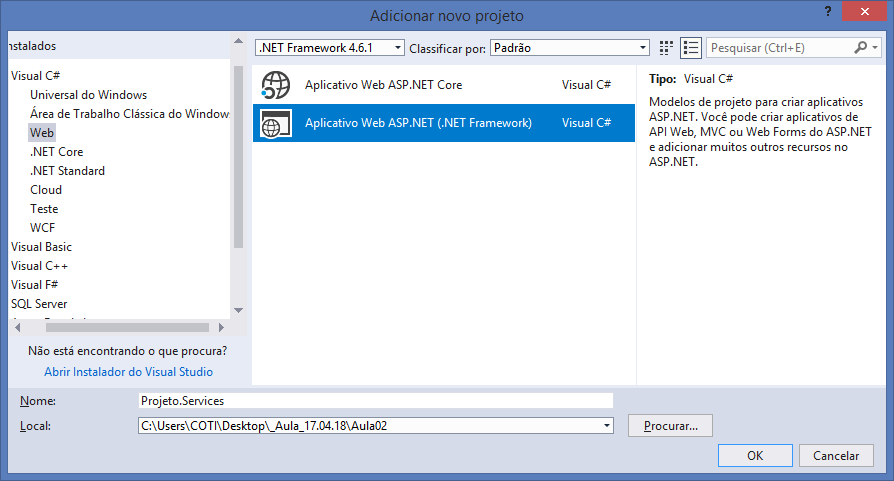 Adicionar novo projeto
?
nstalados
.NET Framework 4.6.1
Classificar por:
Padrão
Pesquisar (Ctrl+E)
Visual C#
Universal do Windows
Área de Trabalho Clássica do Windows
Web
.NET Core
.NET Standard
Cloud
Teste
WCF
Visual Basic
Visual C++
Visual F#
SQL Server
Não está encontrando o que procura?
Abrir Instalador do Visual Studio
Aplicativo Web ASP.NET Core Visual C#
Aplicativo Web ASP.NET (.NET Framework) Visual C#
Tipo: Visual C#
Modelos de projeto para criar aplicativos
ASP.NET. Você pode criar aplicativos de
API Web, MVC ou Web Forms do ASP.NET
e adicionar muitos outros recursos no
ASP.NET.
Nome: Projeto.Services
Local: C:\Users\COTI\Desktop\_Aula_17.04.18\Aula02
Procurar...
OK
Cancelar